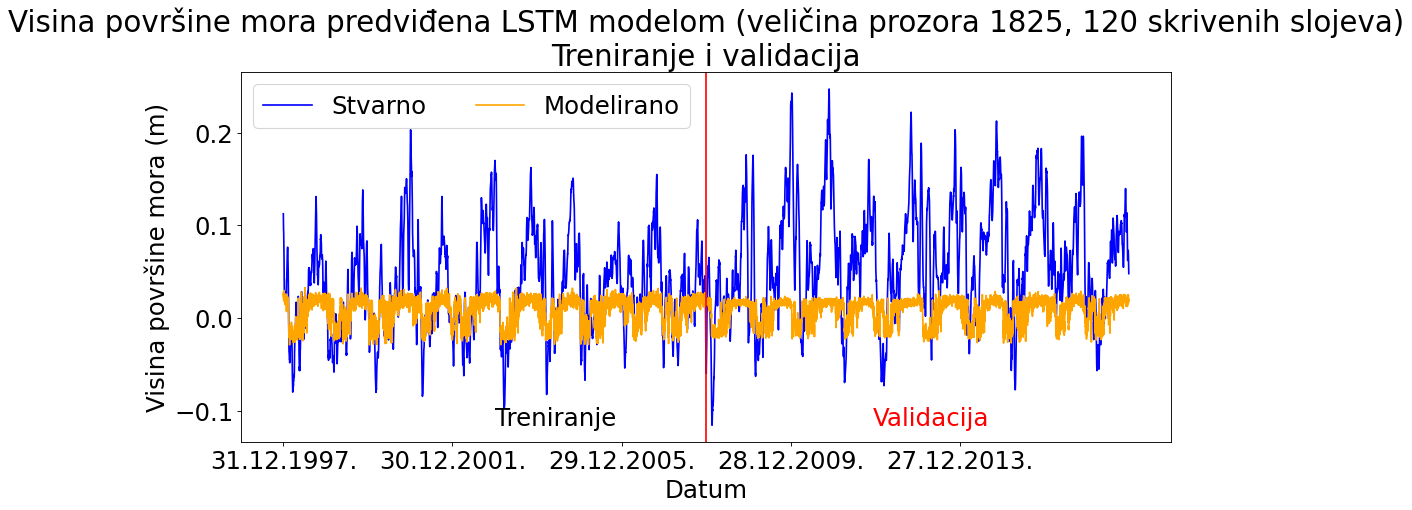 Visina površine mora predviđena LSTM modelom (veličina prozora 1825, 120 skrivenih slojeva)
Treniranje i validacija
Stvarno Modelirano
Visina površine mora (m)
0.2
0.1
0.0
−0.1
Treniranje Validacija
31.12.1997. 30.12.2001. 29.12.2005. 28.12.2009. 27.12.2013.
Datum